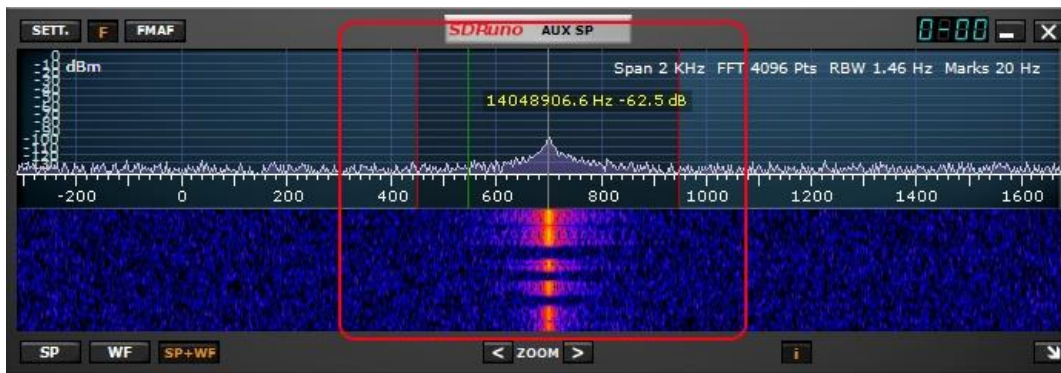 SETT. F FMAF SDRuno AUX SP 0-00
dBm Span 2 KHz FFT 4096 Pts RBW 1.46 Hz Marks 20 Hz
14048906.6 Hz -62.5 dB
-200 0 200 400 600 800 1000 1200 1400 1600
SP WF SP+WF < ZOOM > i